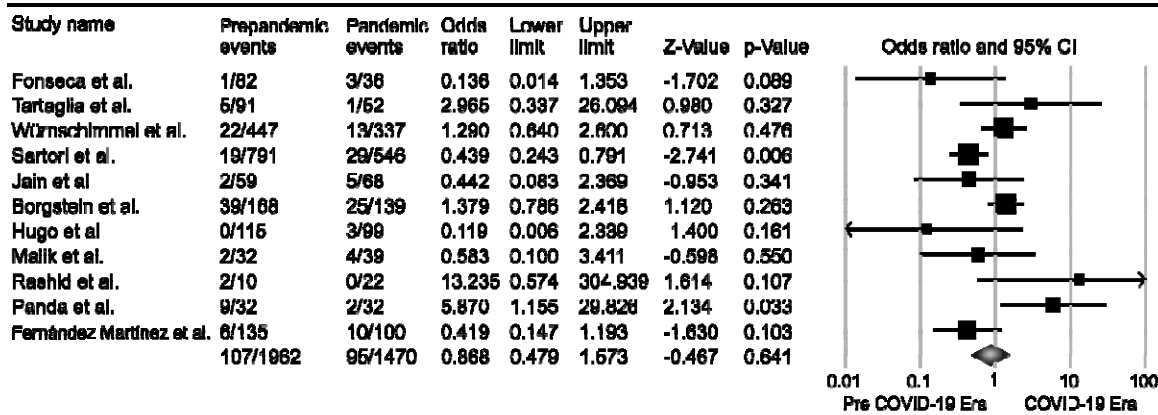 Study name Prepandemic events Pandemic events Odds ratio Lower limit Upper limit Z-Value p-Value Odds ratio and 95% CI
Fonseca et al. 1/82 3/36 0.136 0.014 1.353 -1.702 0.089
Tartaglia et al. 5/91 1/52 2.965 0.337 26.094 0.980 0.327
Würnschimmel et al. 22/447 13/337 1.290 0.640 2.600 0.713 0.476
Sartori et al. 19/791 29/546 0.439 0.243 0.791 -2.741 0.006
Jain et al 2/59 5/68 0.442 0.083 2.369 -0.953 0.341
Borgstein et al. 39/168 25/139 1.379 0.786 2.418 1.120 0.263
Hugo et al 0/115 3/99 0.119 0.006 2.339 1.400 0.161
Malik et al. 2/32 4/39 0.583 0.100 3.411 -0.598 0.550
Rashid et al. 2/10 0/22 13.235 0.574 304.939 1.614 0.107
Panda et al. 9/32 2/32 5.870 1.155 29.826 2.134 0.033
Fernández Martínez et al. 6/135 10/100 0.419 0.147 1.193 -1.630 0.103
107/1962 95/1470 0.868 0.479 1.573 -0.467 0.641
0.01 0.1 1 10 100
Pre COVID-19 Era COVID-19 Era